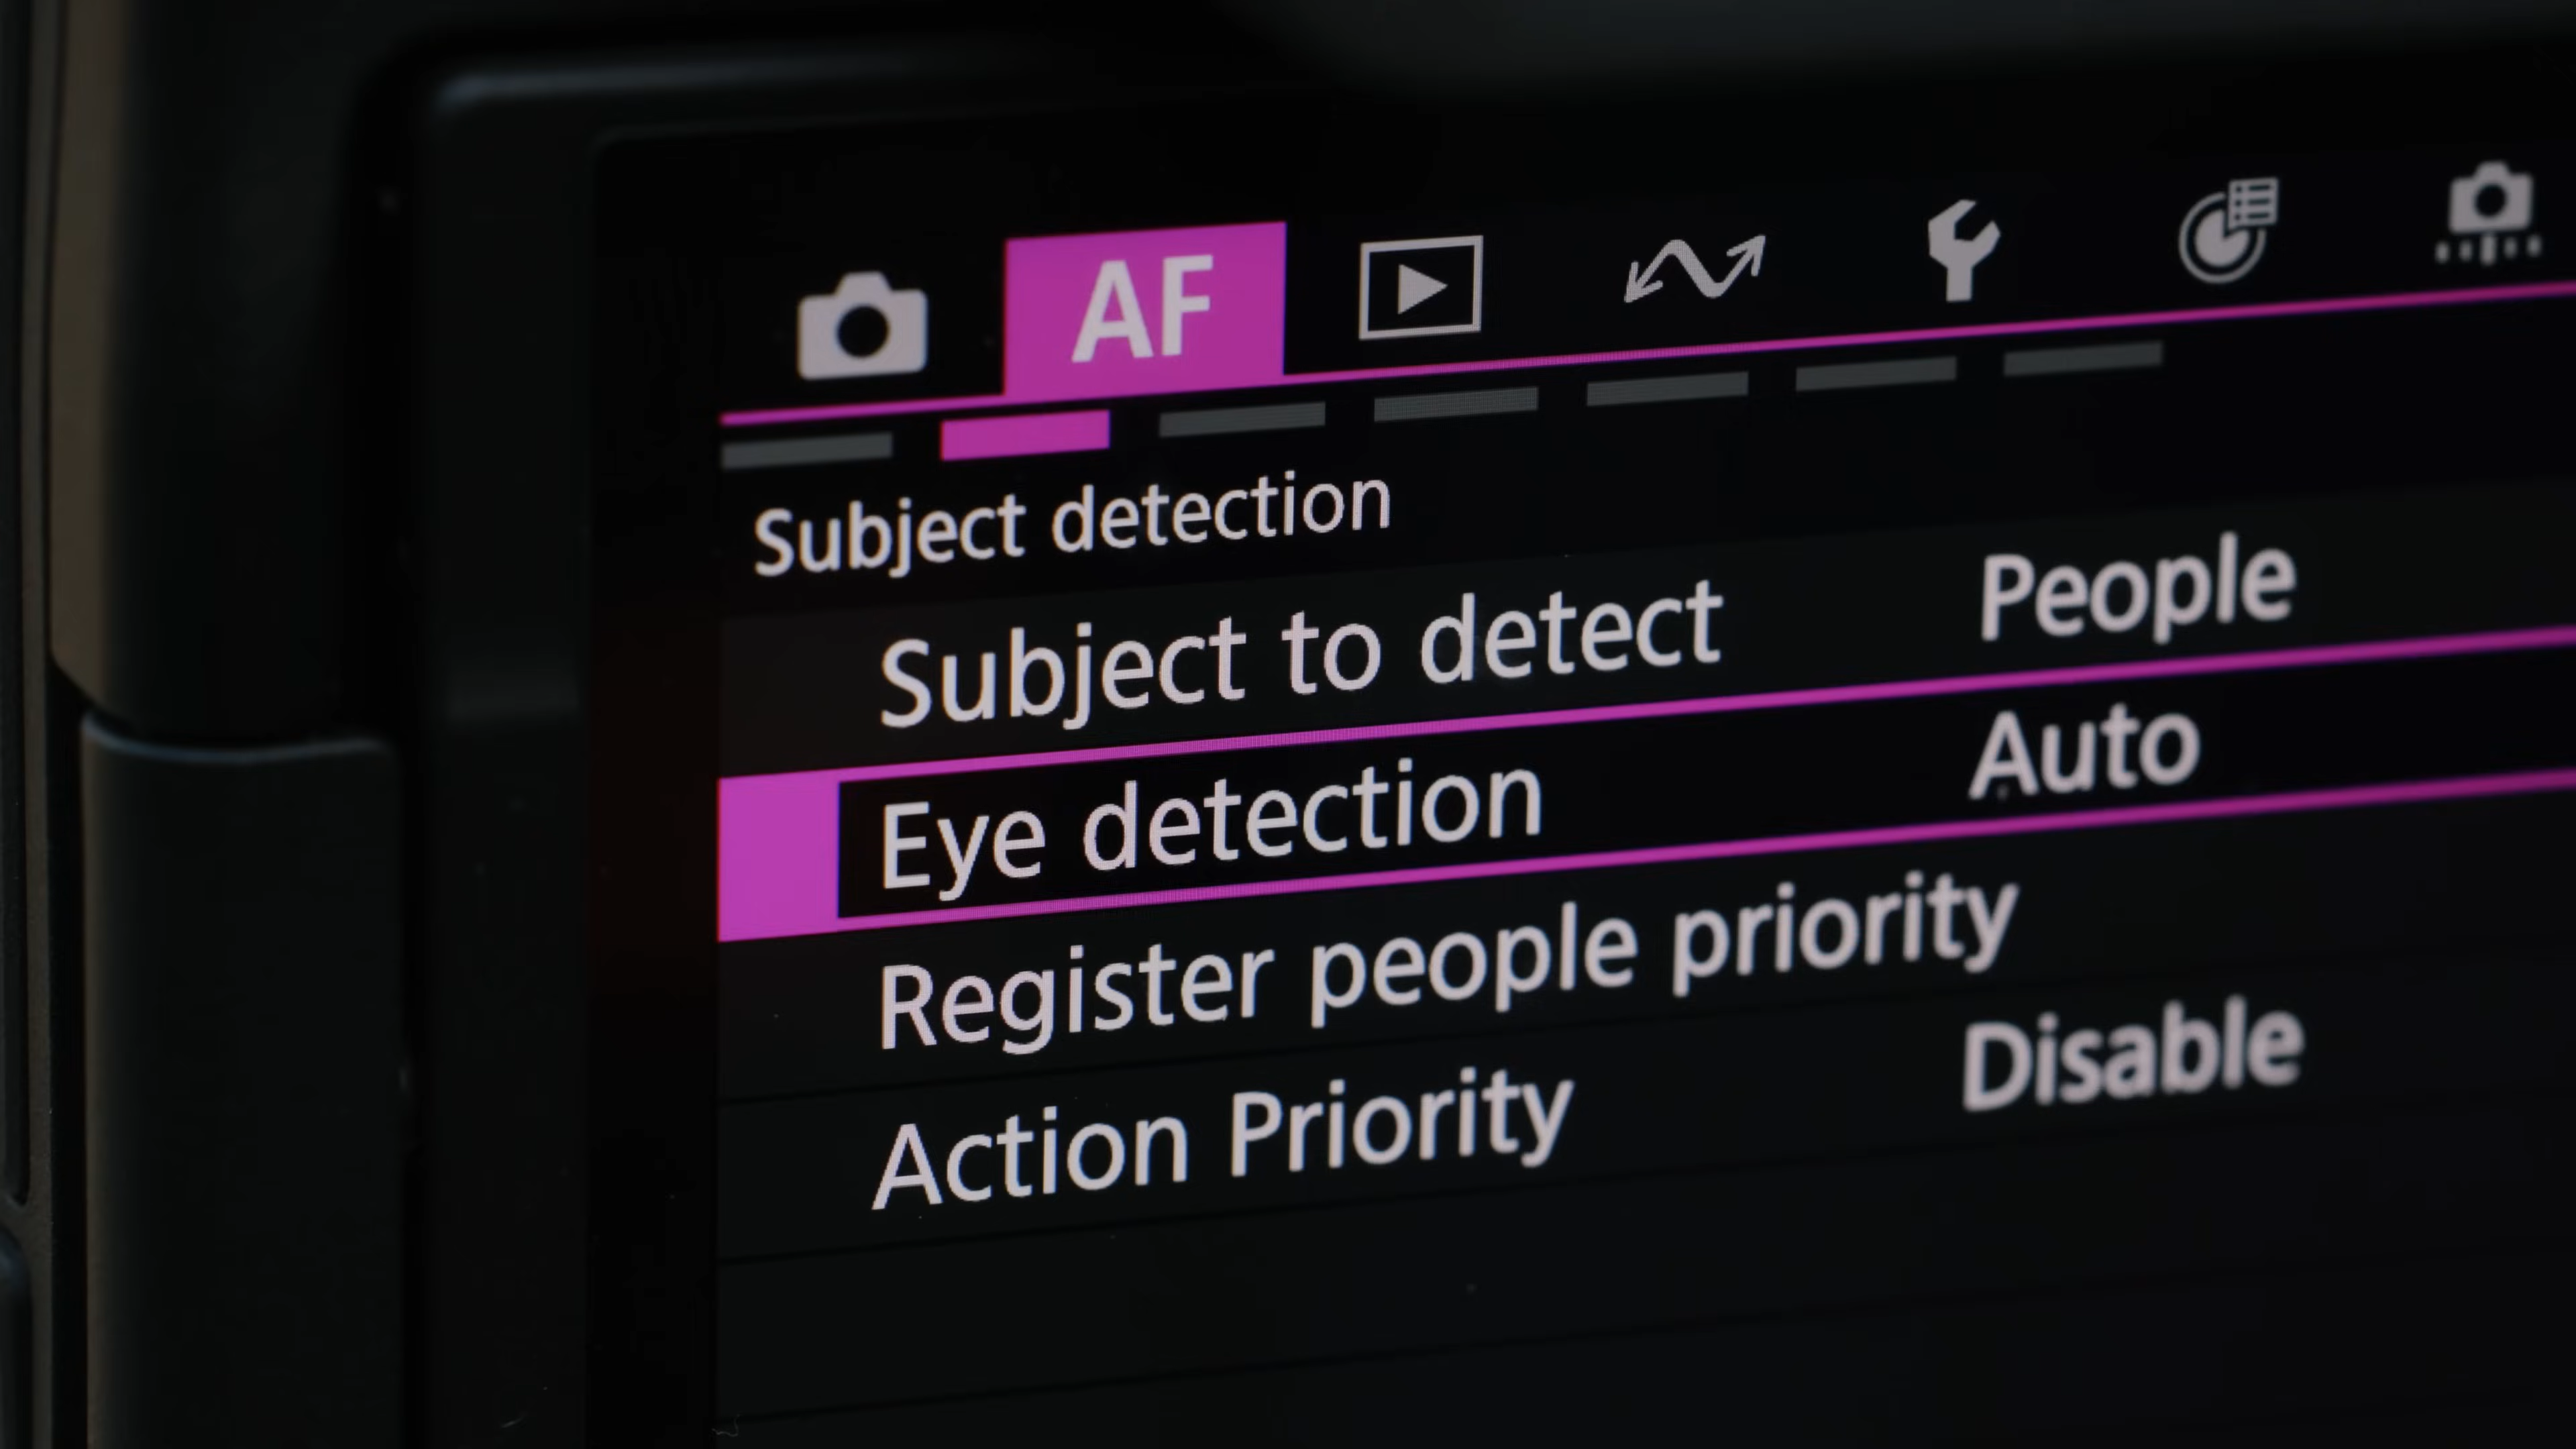 AF
Subject detection
Subject to detect People
Eye detection Auto
Register people priority
Action Priority Disable